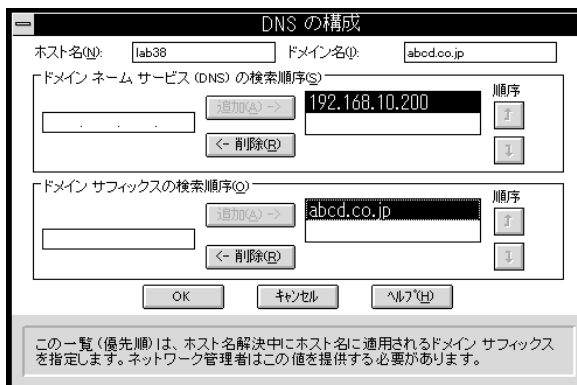 DNS の構成
ホスト名(N): lab38 ドメイン名(I): abcd.co.jp
ドメイン ネーム サービス (DNS) の検索順序(S)
追加(A) -> 192.168.10.200 順序
. . .
<- 削除(R)
ドメイン サフィックスの検索順序(O)
追加(A) -> abcd.co.jp 順序
<- 削除(R)
OK キャンセル ヘルプ(H)
この一覧 (優先順) は、ホスト名解決中にホスト名に適用されるドメイン サフィックス
を指定します。ネットワーク管理者はこの値を提供する必要があります。